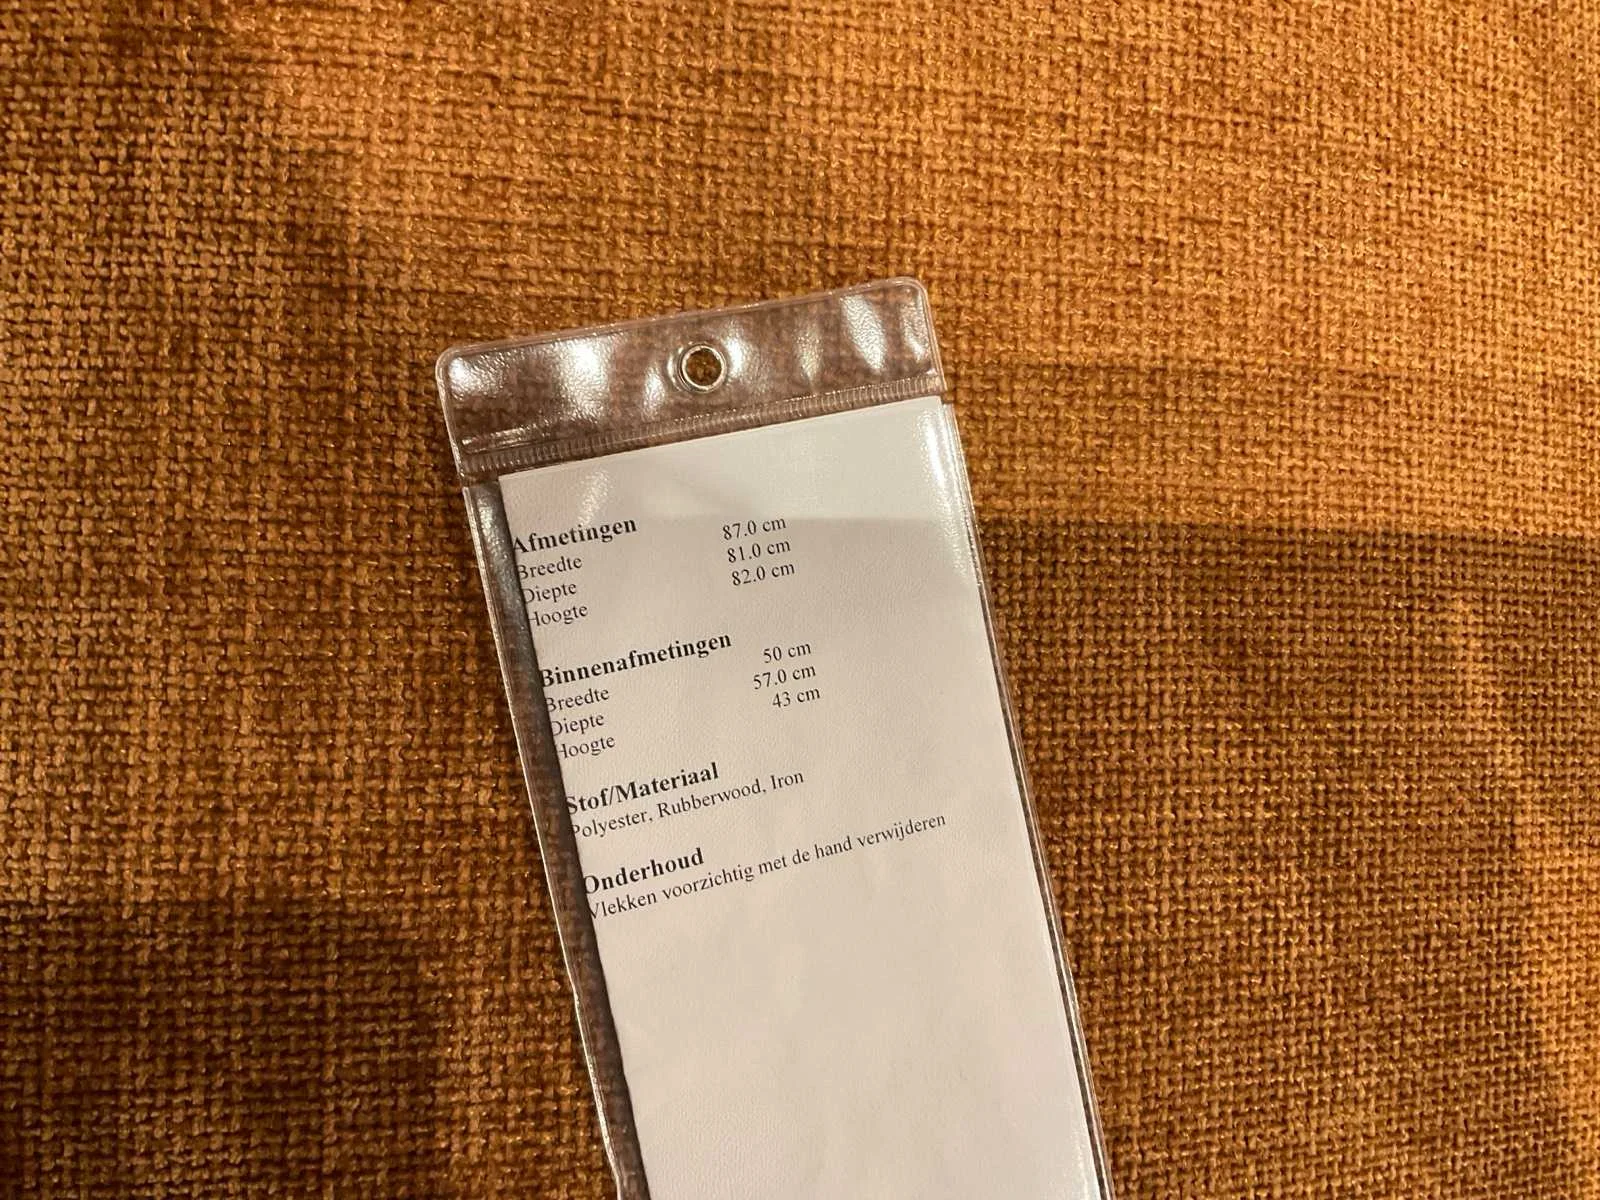 Afmetingen
Breedte 87.0 cm
Diepte 81.0 cm
Hoogte 82.0 cm
Binnenafmetingen
Breedte 50 cm
Diepte 57.0 cm
Hoogte 43 cm
Stof/Materiaal
Polyester, Rubberwood, Iron
Onderhoud
Vlekken voorzichtig met de hand verwijderen